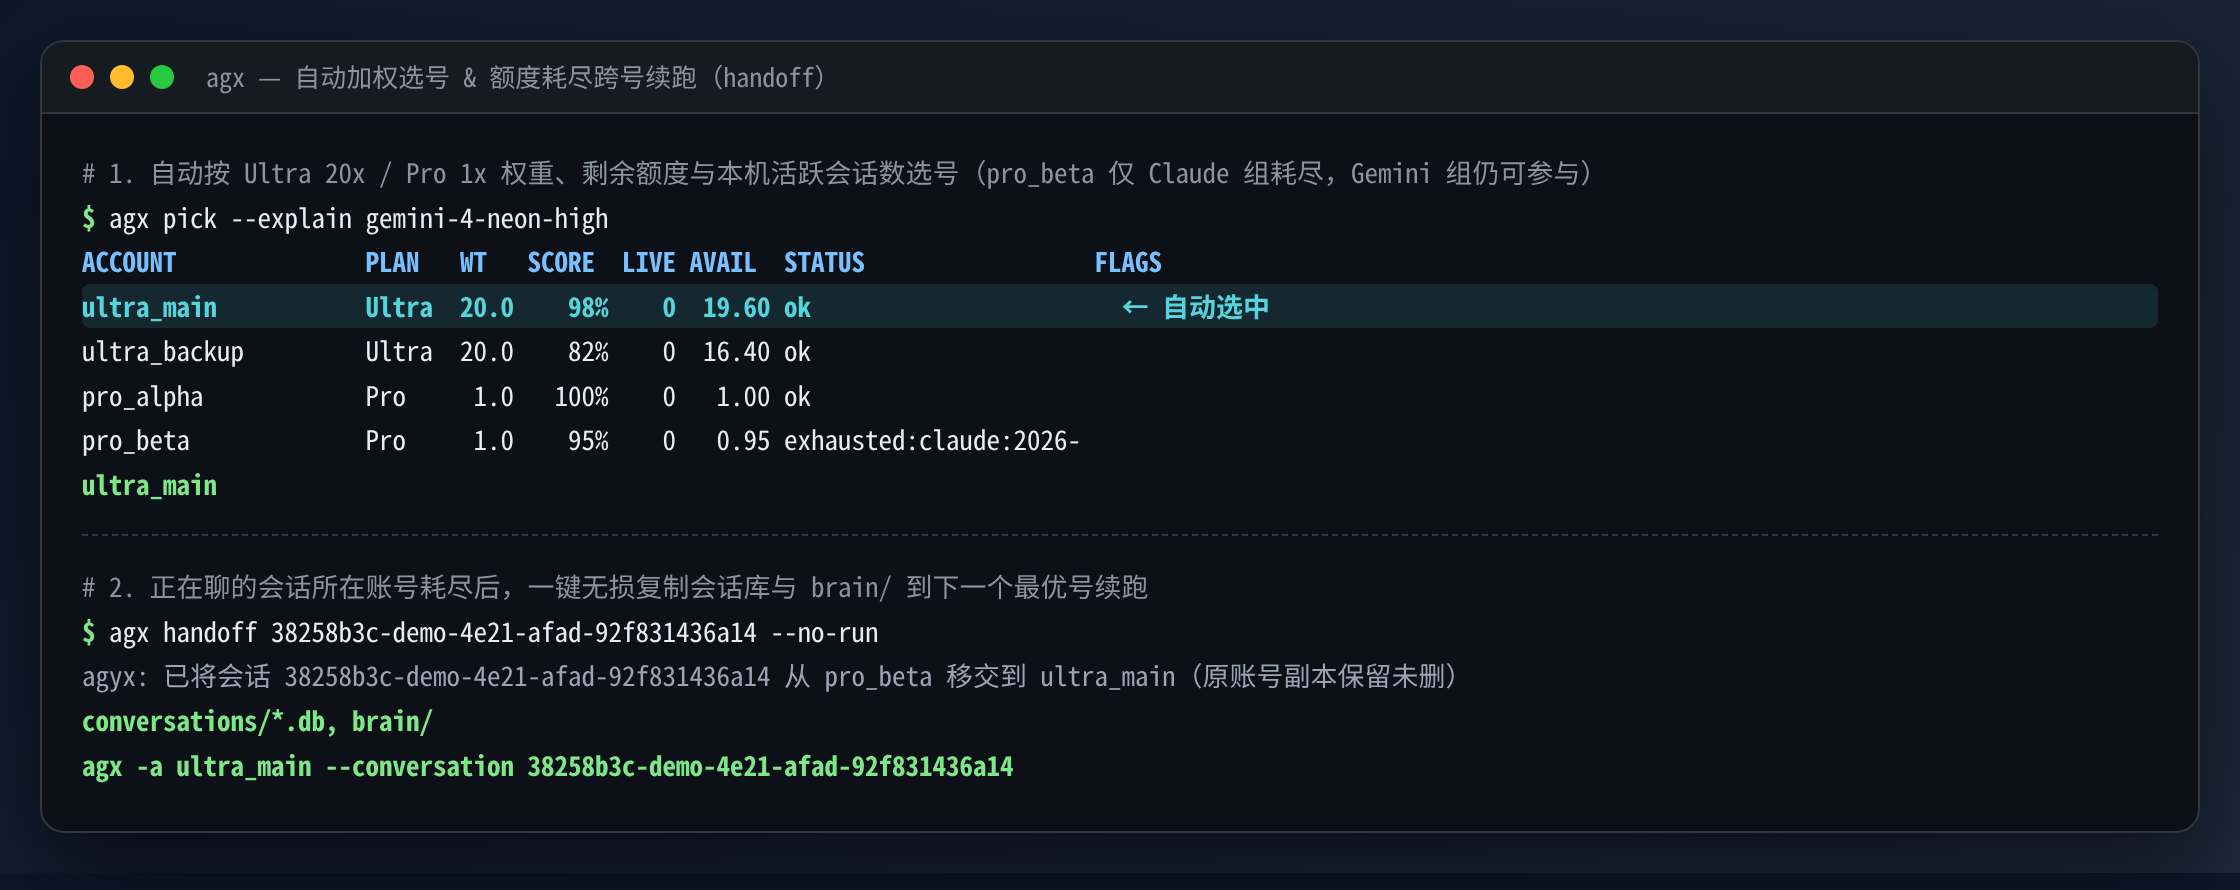 agx — 自动加权选号 & 额度耗尽跨号续跑（handoff）
# 1. 自动按 Ultra 20x / Pro 1x 权重、剩余额度与本机活跃会话数选号（pro_beta 仅 Claude 组耗尽，Gemini 组仍可参与）
$ agx pick --explain gemini-4-neon-high
ACCOUNT PLAN WT SCORE LIVE AVAIL STATUS FLAGS
ultra_main Ultra 20.0 98% 0 19.60 ok ← 自动选中
ultra_backup Ultra 20.0 82% 0 16.40 ok
pro_alpha Pro 1.0 100% 0 1.00 ok
pro_beta Pro 1.0 95% 0 0.95 exhausted:claude:2026-
ultra_main
# 2. 正在聊的会话所在账号耗尽后，一键无损复制会话库与 brain/ 到下一个最优号续跑
$ agx handoff 38258b3c-demo-4e21-afad-92f831436a14 --no-run
agyx: 已将会话 38258b3c-demo-4e21-afad-92f831436a14 从 pro_beta 移交到 ultra_main（原账号副本保留未删）
conversations/*.db, brain/
agx -a ultra_main --conversation 38258b3c-demo-4e21-afad-92f831436a14